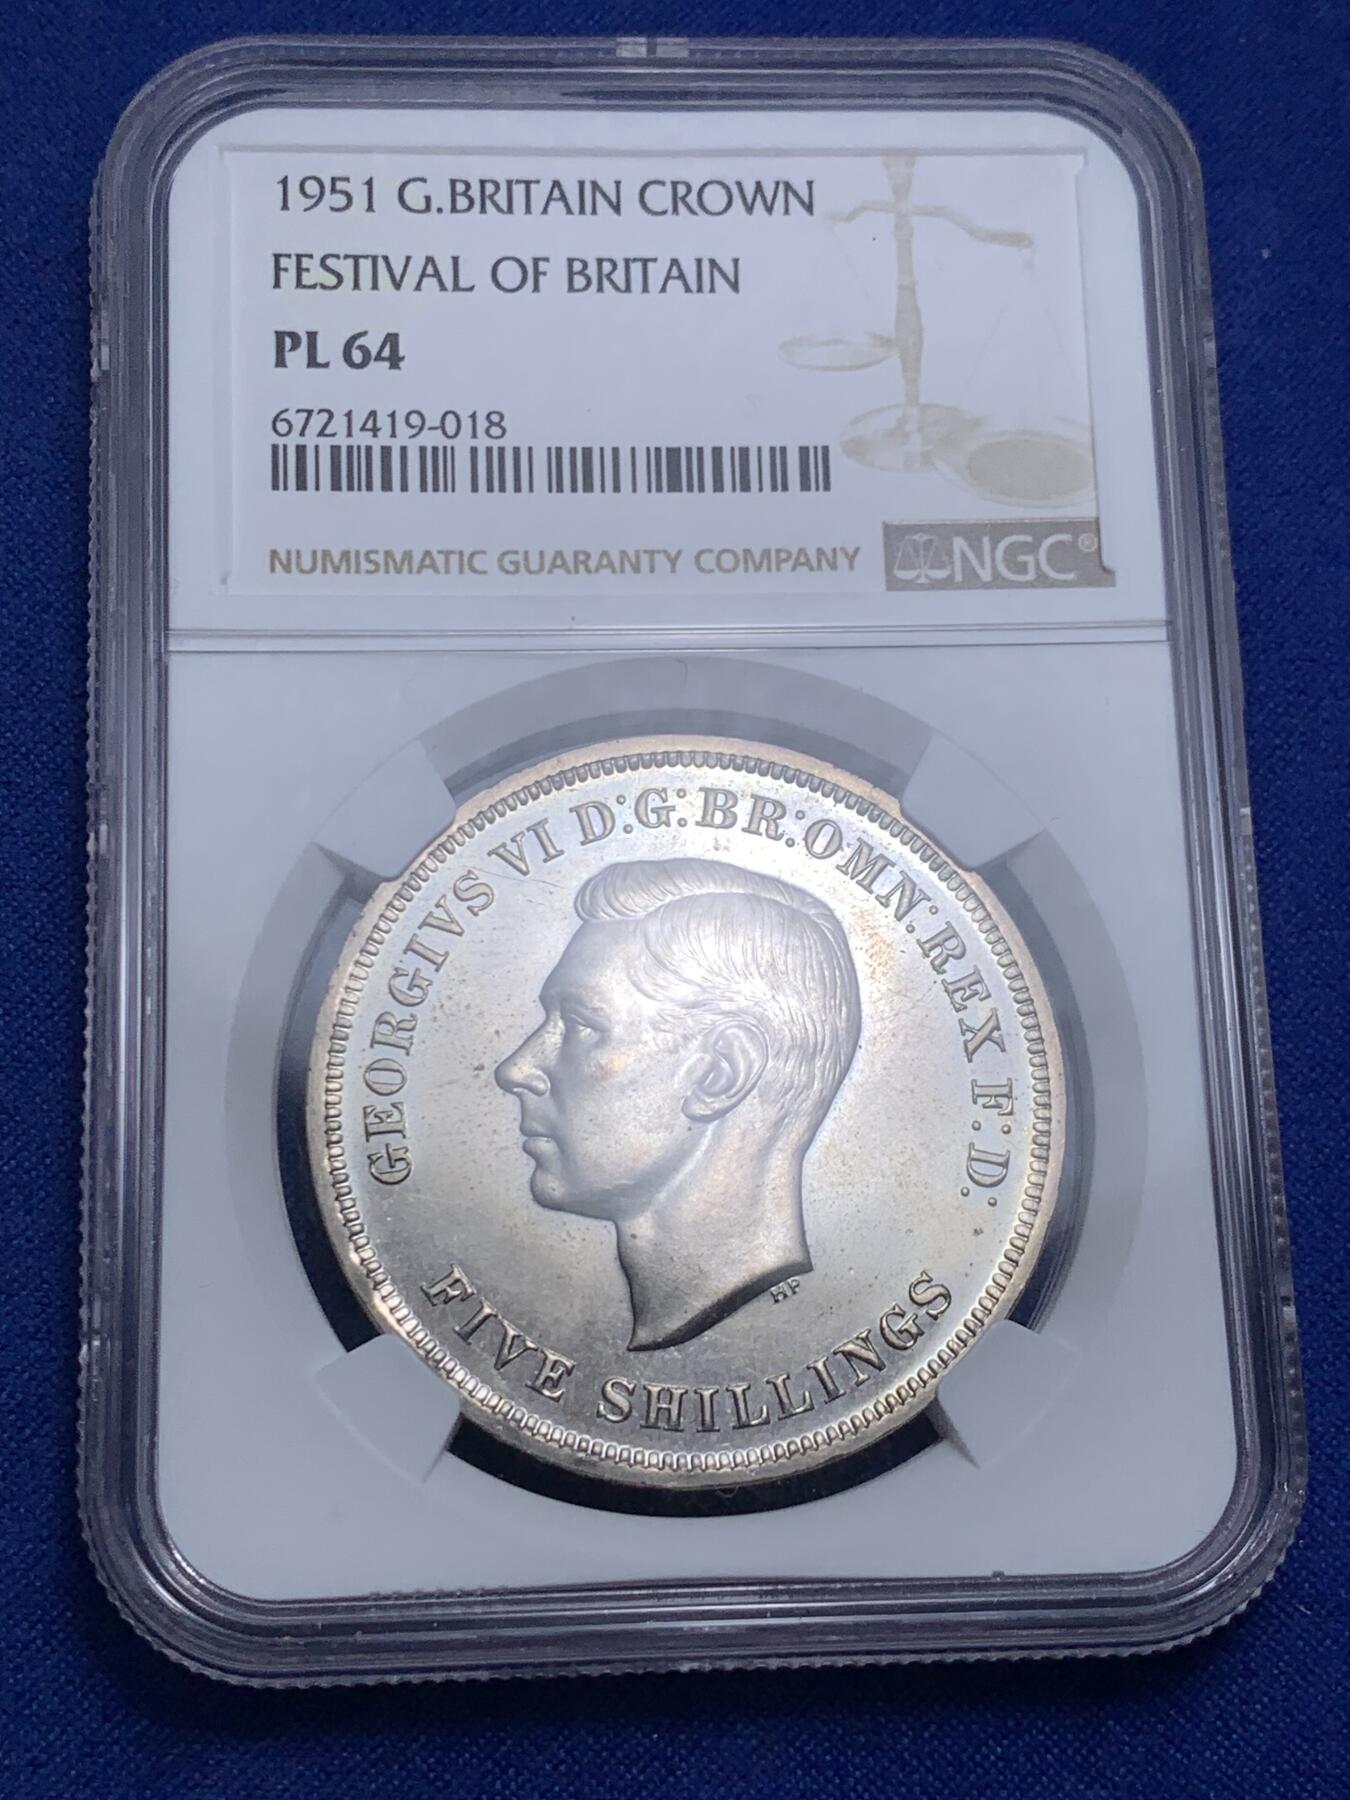 1951 G.BRITAIN CROWN
FESTIVAL OF BRITAIN
PL 64
6721419-018
NUMISMATIC GUARANTY COMPANY
NGC®
GEORGIVS VI D:G:BR:OMN:REX F:D:
HP
FIVE SHILLINGS